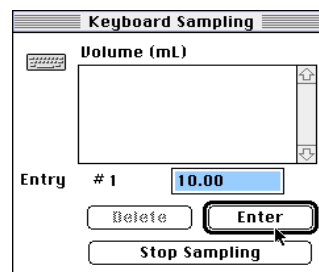 Keyboard Sampling
Volume (mL)
Entry # 1 10.00
Delete Enter
Stop Sampling